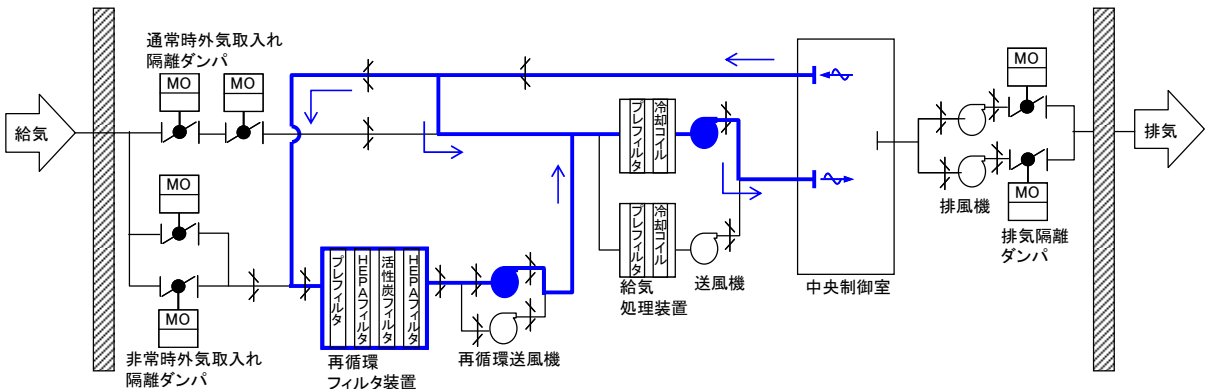 通常時外気取入れ
隔離ダンパ
MO
MO
給気
MO
MO
非常時外気取入れ
隔離ダンパ
プレフィルタ
HEPAフィルタ
活性炭フィルタ
HEPAフィルタ
再循環
フィルタ装置
再循環送風機
プレフィルタ
冷却コイル
プレフィルタ
冷却コイル
給気
処理装置
送風機
中央制御室
排風機
MO
MO
排気隔離
ダンパ
排気